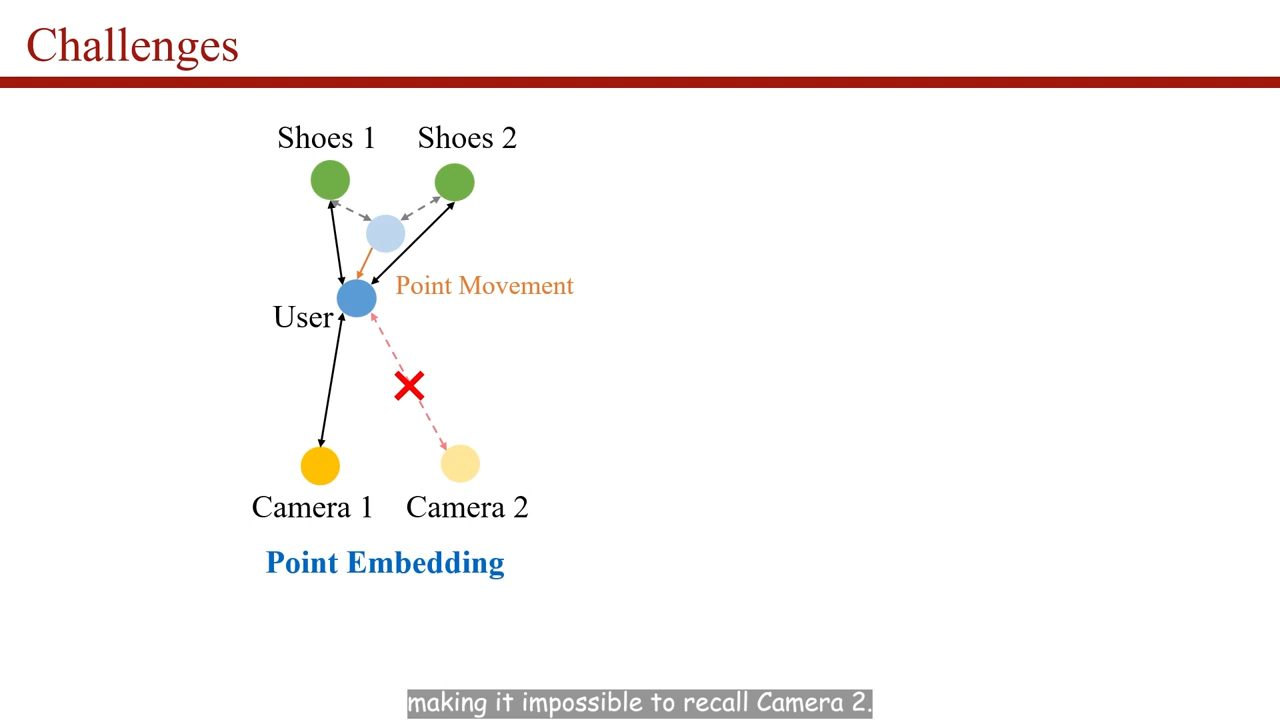 Challenges
Shoes 1 Shoes 2
Point Movement
User
Camera 1 Camera 2
Point Embedding
making it impossible to recall Camera 2.